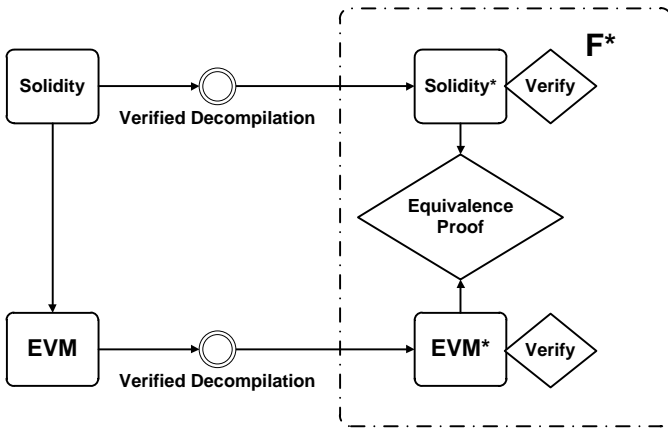 F*
Solidity
Solidity*
Verify
Verified Decompilation
Equivalence
Proof
EVM
EVM*
Verify
Verified Decompilation